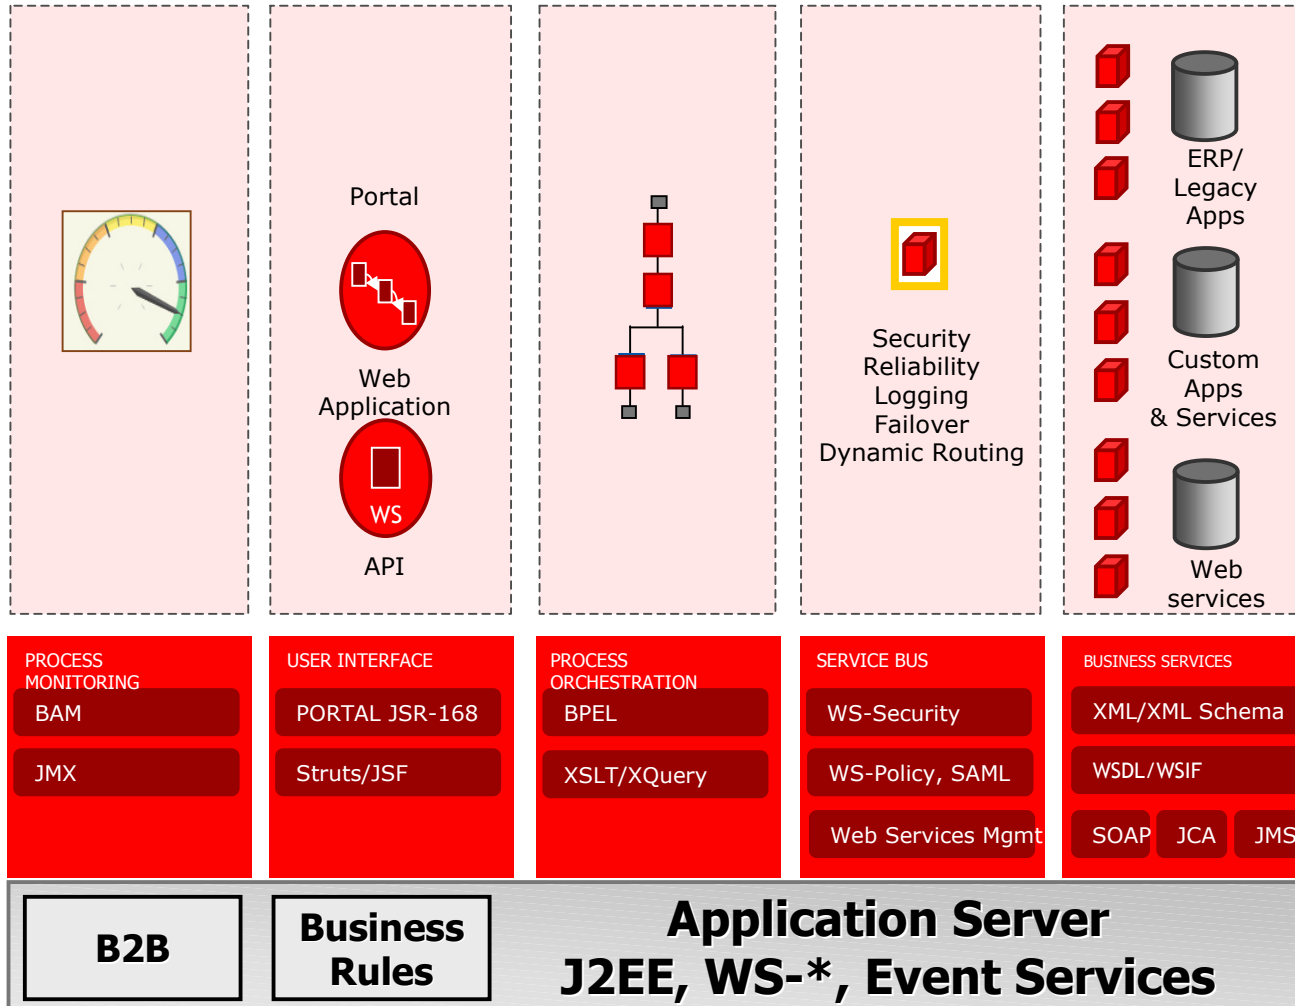 Portal
Web
Application
WS
API
Security
Reliability
Logging
Failover
Dynamic Routing
ERP/
Legacy
Apps
Custom
Apps
& Services
Web
services
PROCESS
MONITORING
BAM
JMX
USER INTERFACE
PORTAL JSR-168
Struts/JSF
PROCESS
ORCHESTRATION
BPEL
XSLT/XQuery
SERVICE BUS
WS-Security
WS-Policy, SAML
Web Services Mgmt
BUSINESS SERVICES
XML/XML Schema
WSDL/WSIF
SOAP
JCA
JMS
B2B
Business
Rules
Application Server
J2EE, WS-*, Event Services